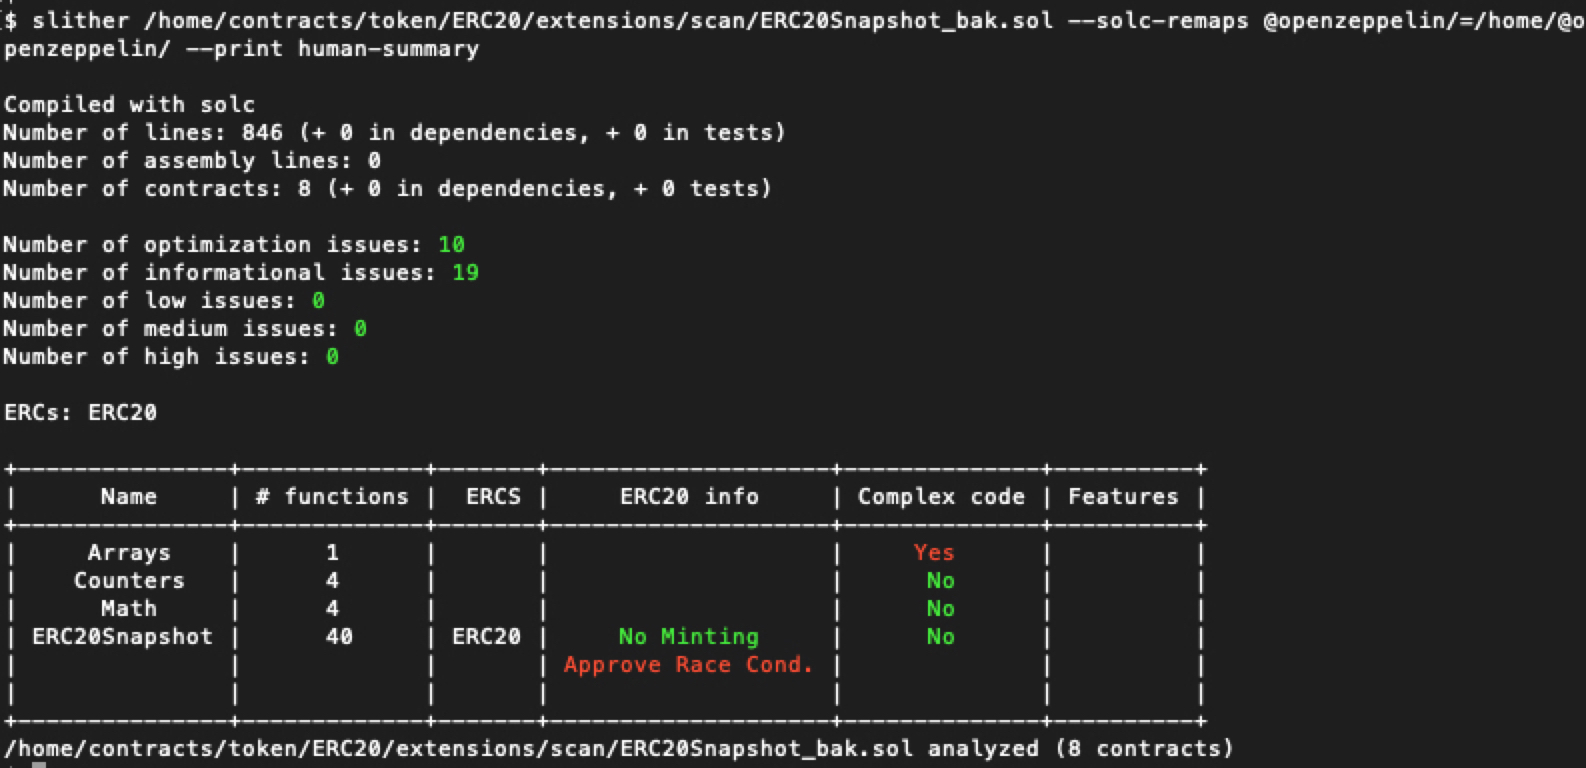 $ slither /home/contracts/token/ERC20/extensions/scan/ERC20Snapshot_bak.sol --solc-remaps @openzeppelin/=/home/@o
penzeppelin/ --print human-summary
Compiled with solc
Number of lines: 846 (+ 0 in dependencies, + 0 in tests)
Number of assembly lines: 0
Number of contracts: 8 (+ 0 in dependencies, + 0 tests)
Number of optimization issues: 10
Number of informational issues: 19
Number of low issues: 0
Number of medium issues: 0
Number of high issues: 0
ERCs: ERC20
+---------------+-------------+-------+--------------------+--------------+----------+
|      Name     | # functions |  ERCS |     ERC20 info     | Complex code | Features |
+---------------+-------------+-------+--------------------+--------------+----------+
|     Arrays    |      1      |       |                    |     Yes      |          |
|    Counters   |      4      |       |                    |      No      |          |
|      Math     |      4      |       |                    |      No      |          |
| ERC20Snapshot |      40     | ERC20 |     No Minting     |      No      |          |
|               |             |       | Approve Race Cond. |              |          |
|               |             |       |                    |              |          |
+---------------+-------------+-------+--------------------+--------------+----------+
/home/contracts/token/ERC20/extensions/scan/ERC20Snapshot_bak.sol analyzed (8 contracts)